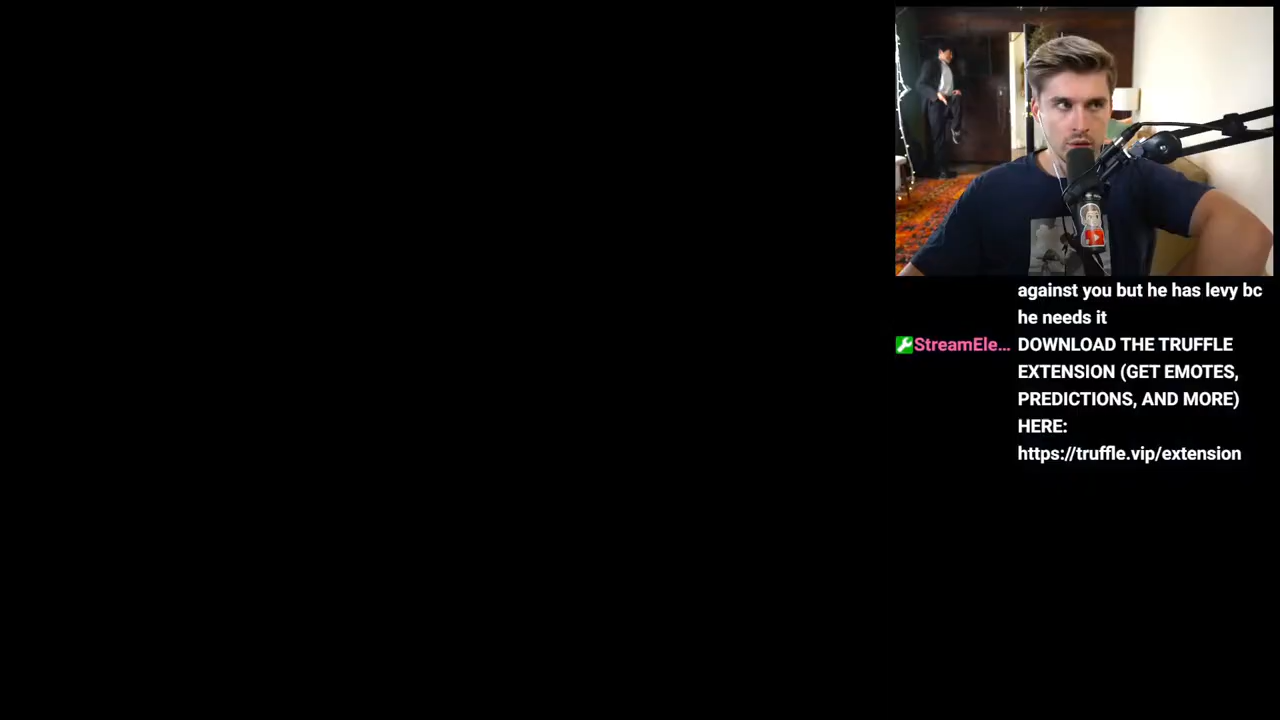 against you but he has levy bc
he needs it
StreamEle... DOWNLOAD THE TRUFFLE
EXTENSION (GET EMOTES,
PREDICTIONS, AND MORE)
HERE:
https://truffle.vip/extension